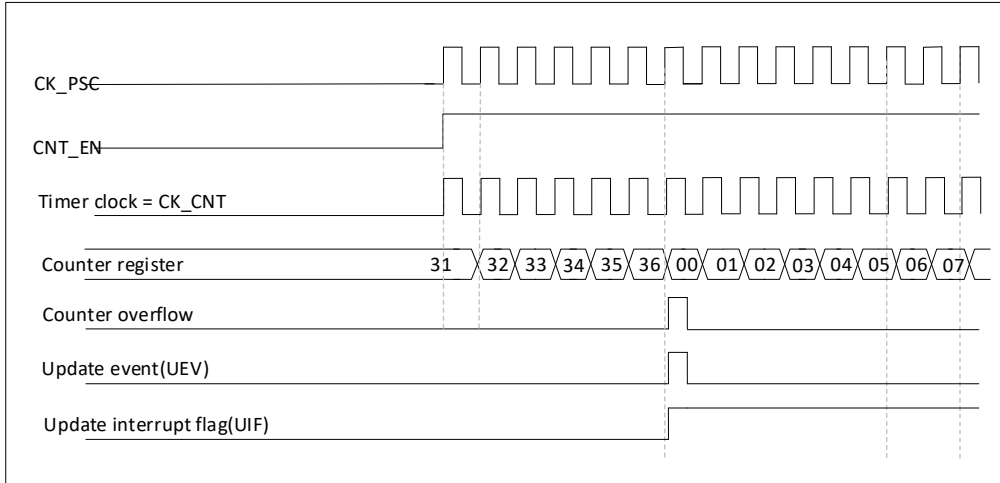 CK_PSC
CNT_EN
Timer clock = CK_CNT
Counter register 31 32 33 34 35 36 00 01 02 03 04 05 06 07
Counter overflow
Update event(UEV)
Update interrupt flag(UIF)